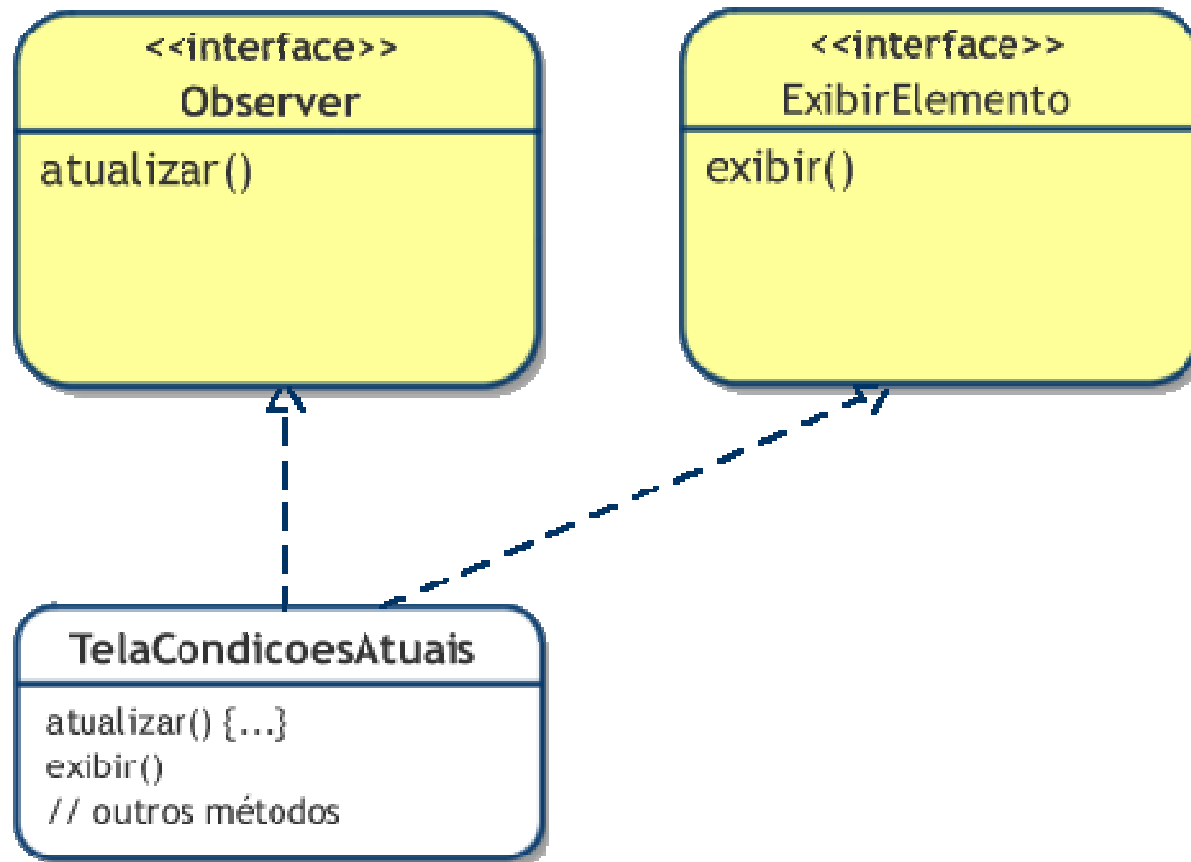 <<interface>>
Observer
atualizar()
<<interface>>
ExibirElemento
exibir()
TelaCondicoesAtuais
atualizar() {...}
exibir()
// outros métodos